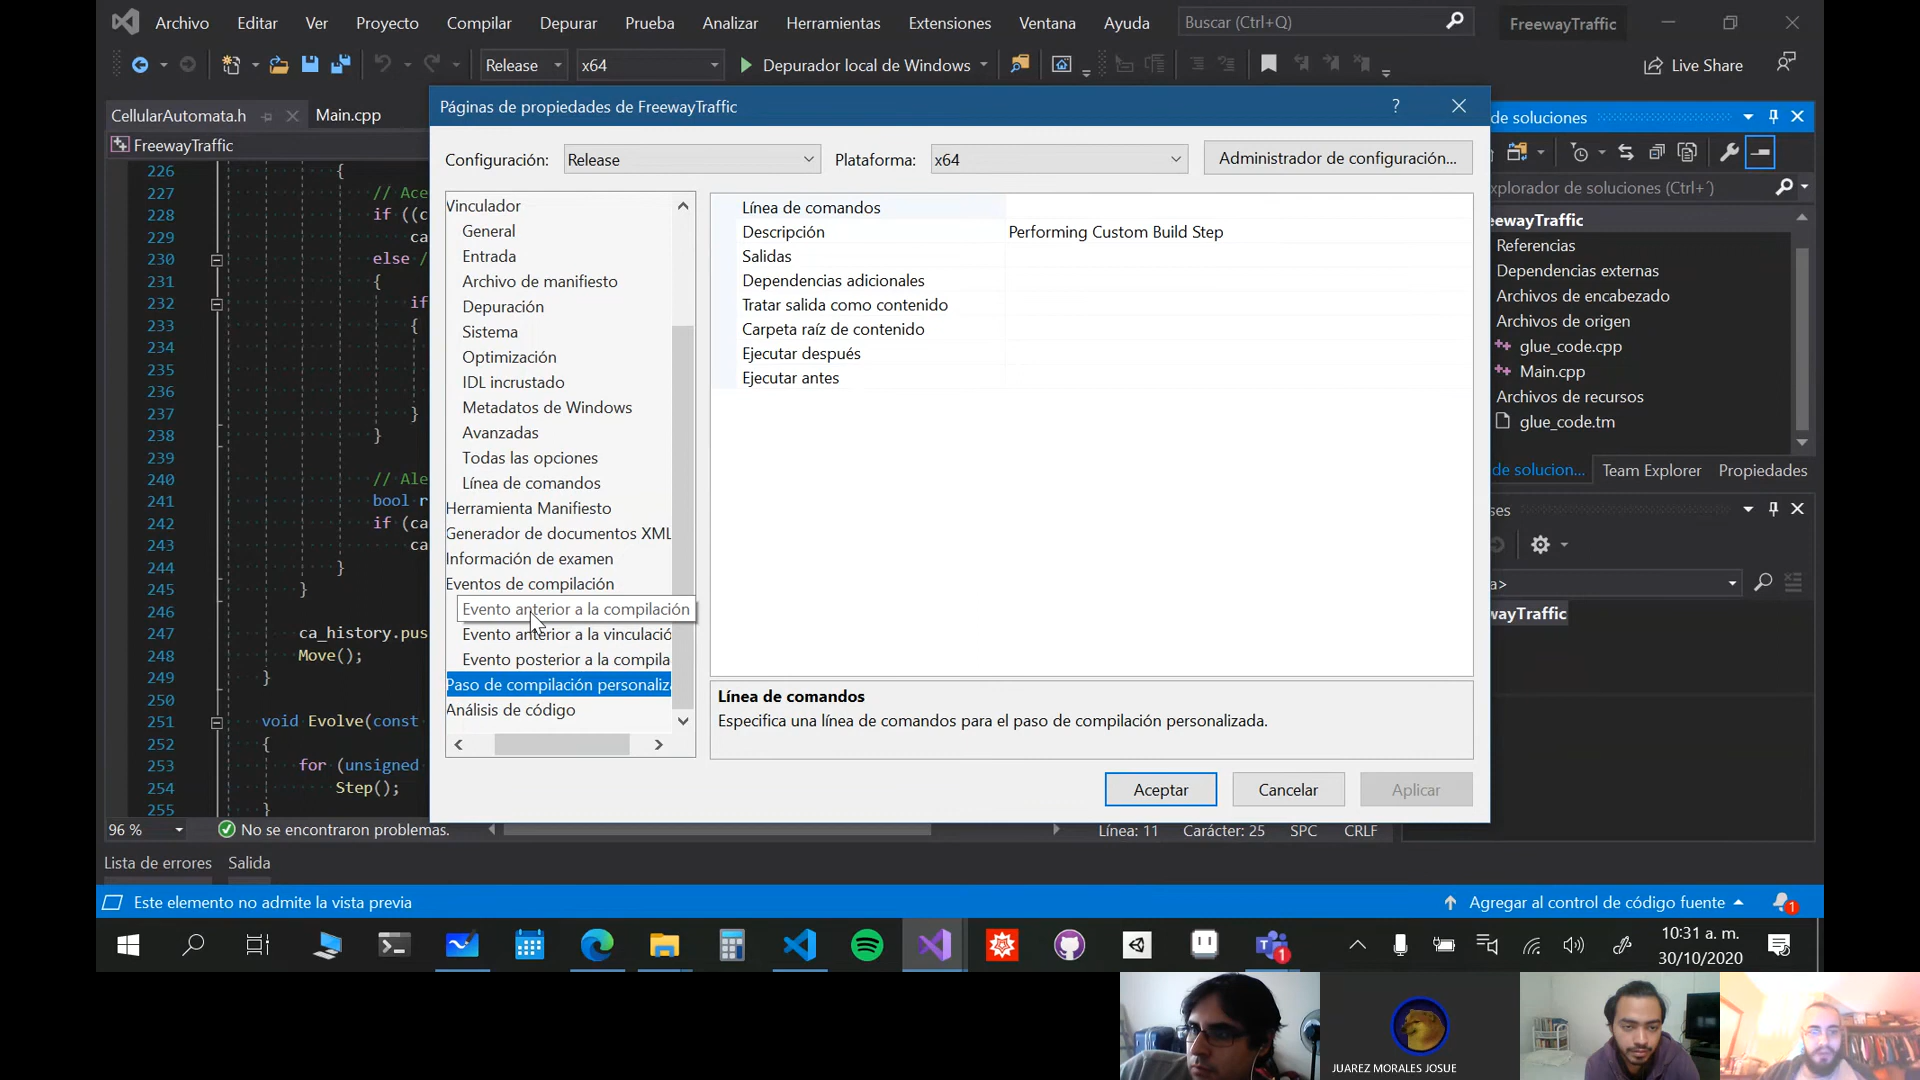 Archivo Editar Ver Proyecto Compilar Depurar Prueba Analizar Herramientas Extensiones Ventana Ayuda Buscar (Ctrl+Q) FreewayTraffic
Release x64 Depurador local de Windows Live Share
CellularAutomata.h Main.cpp
FreewayTraffic
Páginas de propiedades de FreewayTraffic ?
Configuración: Release Plataforma: x64 Administrador de configuración...
Vinculador
General
Entrada
Archivo de manifiesto
Depuración
Sistema
Optimización
IDL incrustado
Metadatos de Windows
Avanzadas
Todas las opciones
Línea de comandos
Herramienta Manifiesto
Generador de documentos XML
Información de examen
Eventos de compilación
Evento anterior a la compilación
Evento anterior a la vinculació
Evento posterior a la compila
Paso de compilación personaliza
Análisis de código
Línea de comandos
Descripción Performing Custom Build Step
Salidas
Dependencias adicionales
Tratar salida como contenido
Carpeta raíz de contenido
Ejecutar después
Ejecutar antes
Línea de comandos
Especifica una línea de comandos para el paso de compilación personalizada.
Aceptar Cancelar Aplicar
226 {
227 // Ace
228 if ((c
229 ca
230 else /
231 {
232 if
233 {
234
235
236
237 }
238 }
239
240 // Ale
241 bool r
242 if (ca
243 ca
244 }
245 }
246
247 ca_history.pus
248 Move();
249 }
250
251 void Evolve(const
252 {
253 for (unsigned
254 Step();
255 }
de soluciones
xplorador de soluciones (Ctrl+´)
eewayTraffic
Referencias
Dependencias externas
Archivos de encabezado
Archivos de origen
glue_code.cpp
Main.cpp
Archivos de recursos
glue_code.tm
de solucion... Team Explorer Propiedades
ses
a>
wayTraffic
96 % No se encontraron problemas. Línea: 11 Carácter: 25 SPC CRLF
Lista de errores Salida
Este elemento no admite la vista previa Agregar al control de código fuente 1
1 10:31 a. m.
30/10/2020
JUAREZ MORALES JOSUE